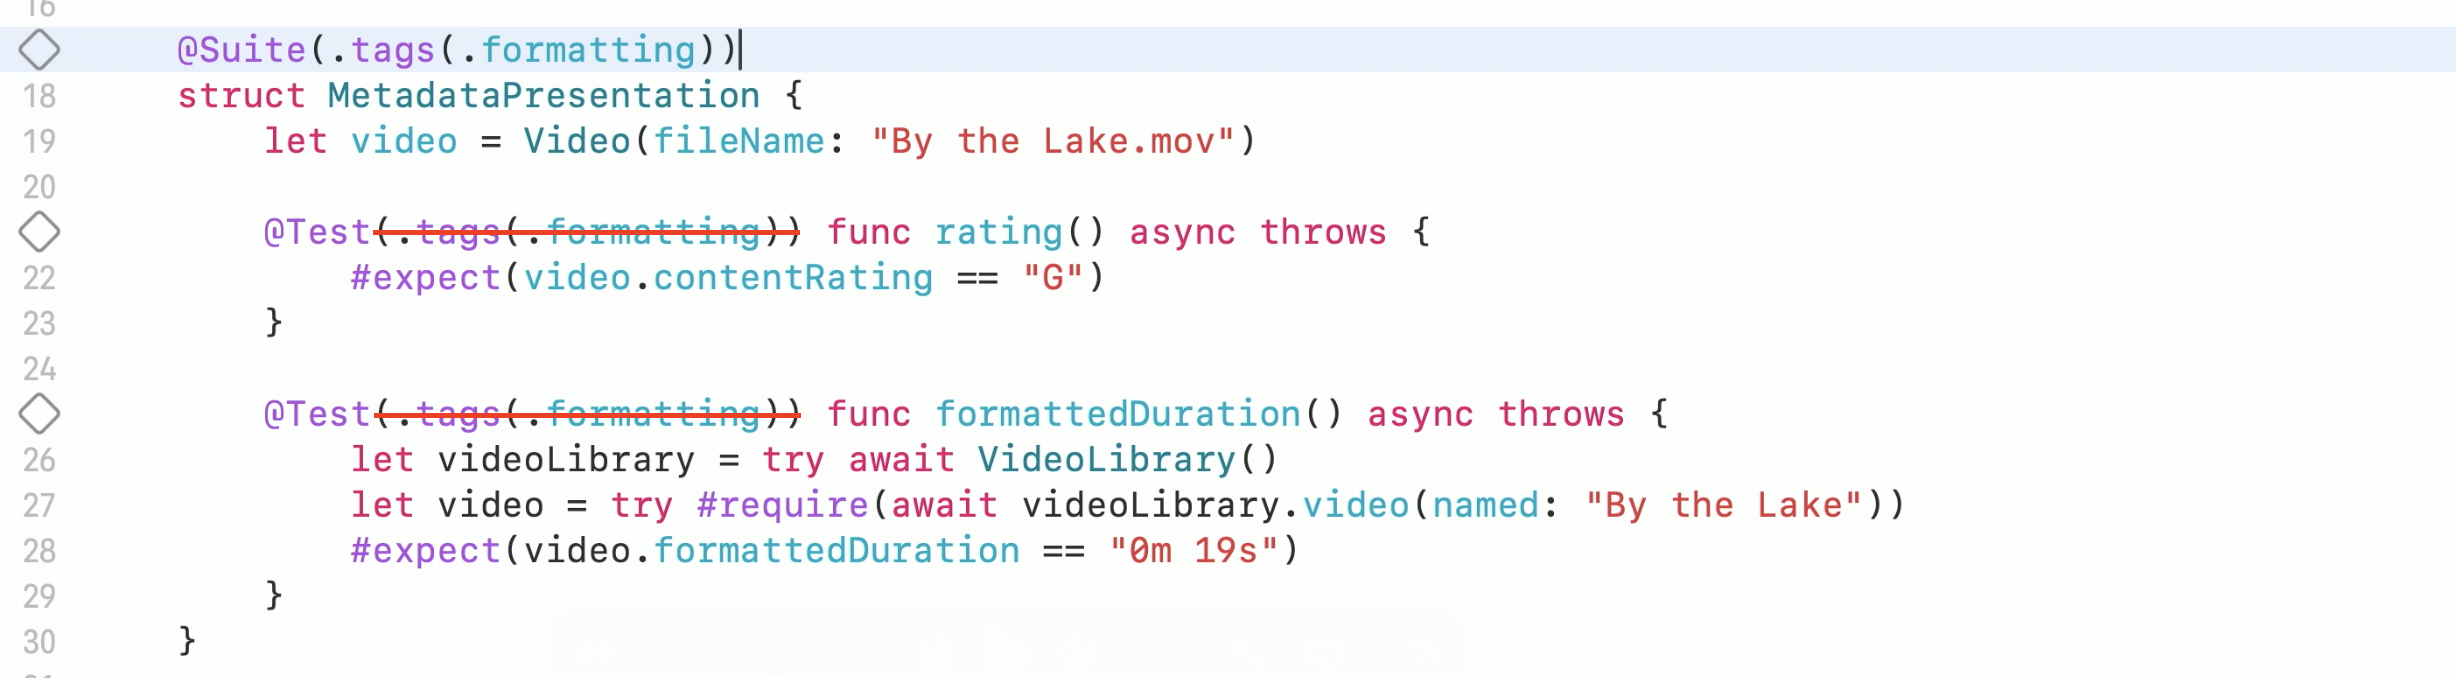 16
@Suite(.tags(.formatting))
18 struct MetadataPresentation {
19 let video = Video(fileName: "By the Lake.mov")
20
@Test(.tags(.formatting)) func rating() async throws {
22 #expect(video.contentRating == "G")
23 }
24
@Test(.tags(.formatting)) func formattedDuration() async throws {
26 let videoLibrary = try await VideoLibrary()
27 let video = try #require(await videoLibrary.video(named: "By the Lake"))
28 #expect(video.formattedDuration == "0m 19s")
29 }
30 }